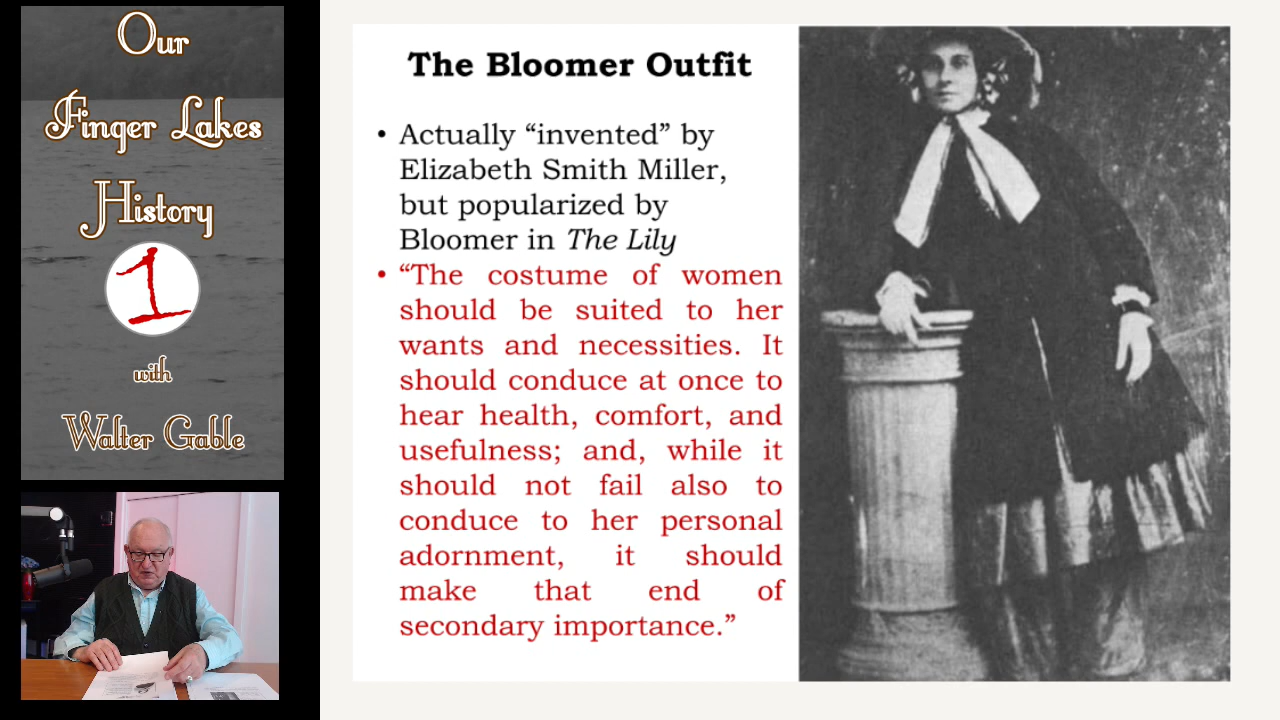 Our
Finger Lakes
History
1
with
Walter Gable
The Bloomer Outfit
• Actually “invented” by
Elizabeth Smith Miller,
but popularized by
Bloomer in The Lily
• “The costume of women
should be suited to her
wants and necessities. It
should conduce at once to
hear health, comfort, and
usefulness; and, while it
should not fail also to
conduce to her personal
adornment, it should
make that end of
secondary importance.”